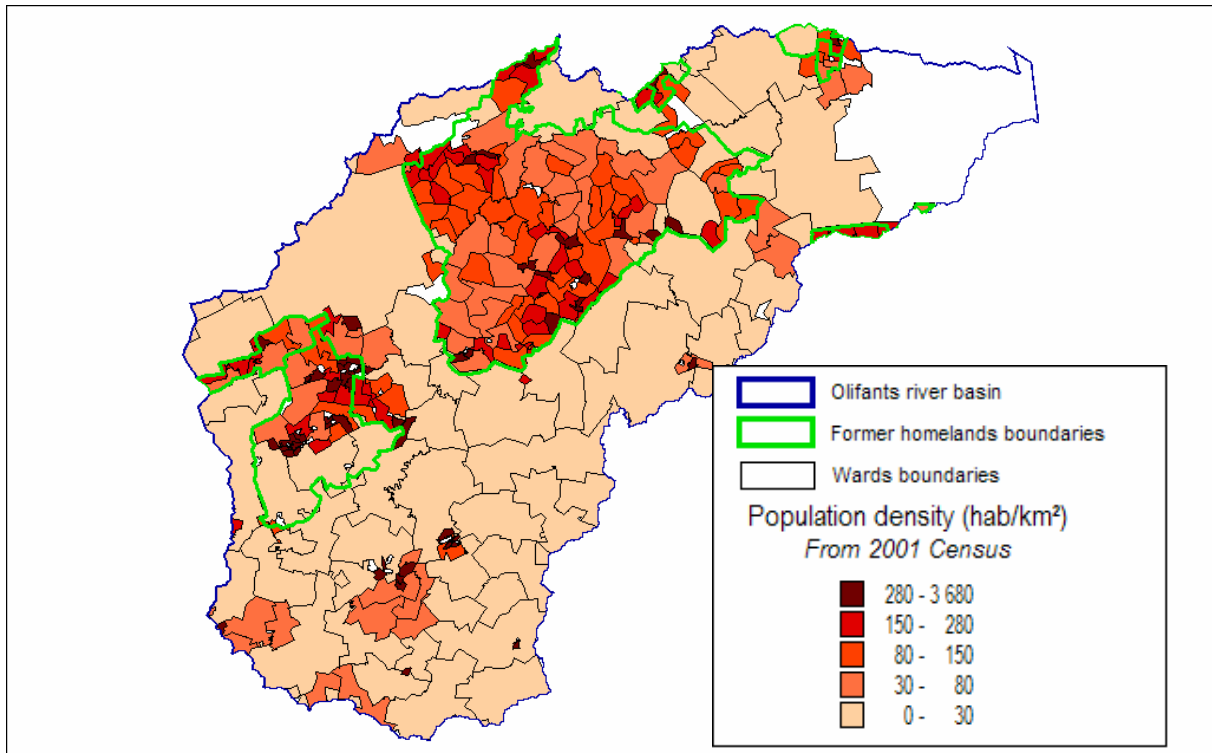 Olifants river basin
Former homelands boundaries
Wards boundaries
Population density (hab/km²)
From 2001 Census
280 - 3 680
150 - 280
80 - 150
30 - 80
0 - 30